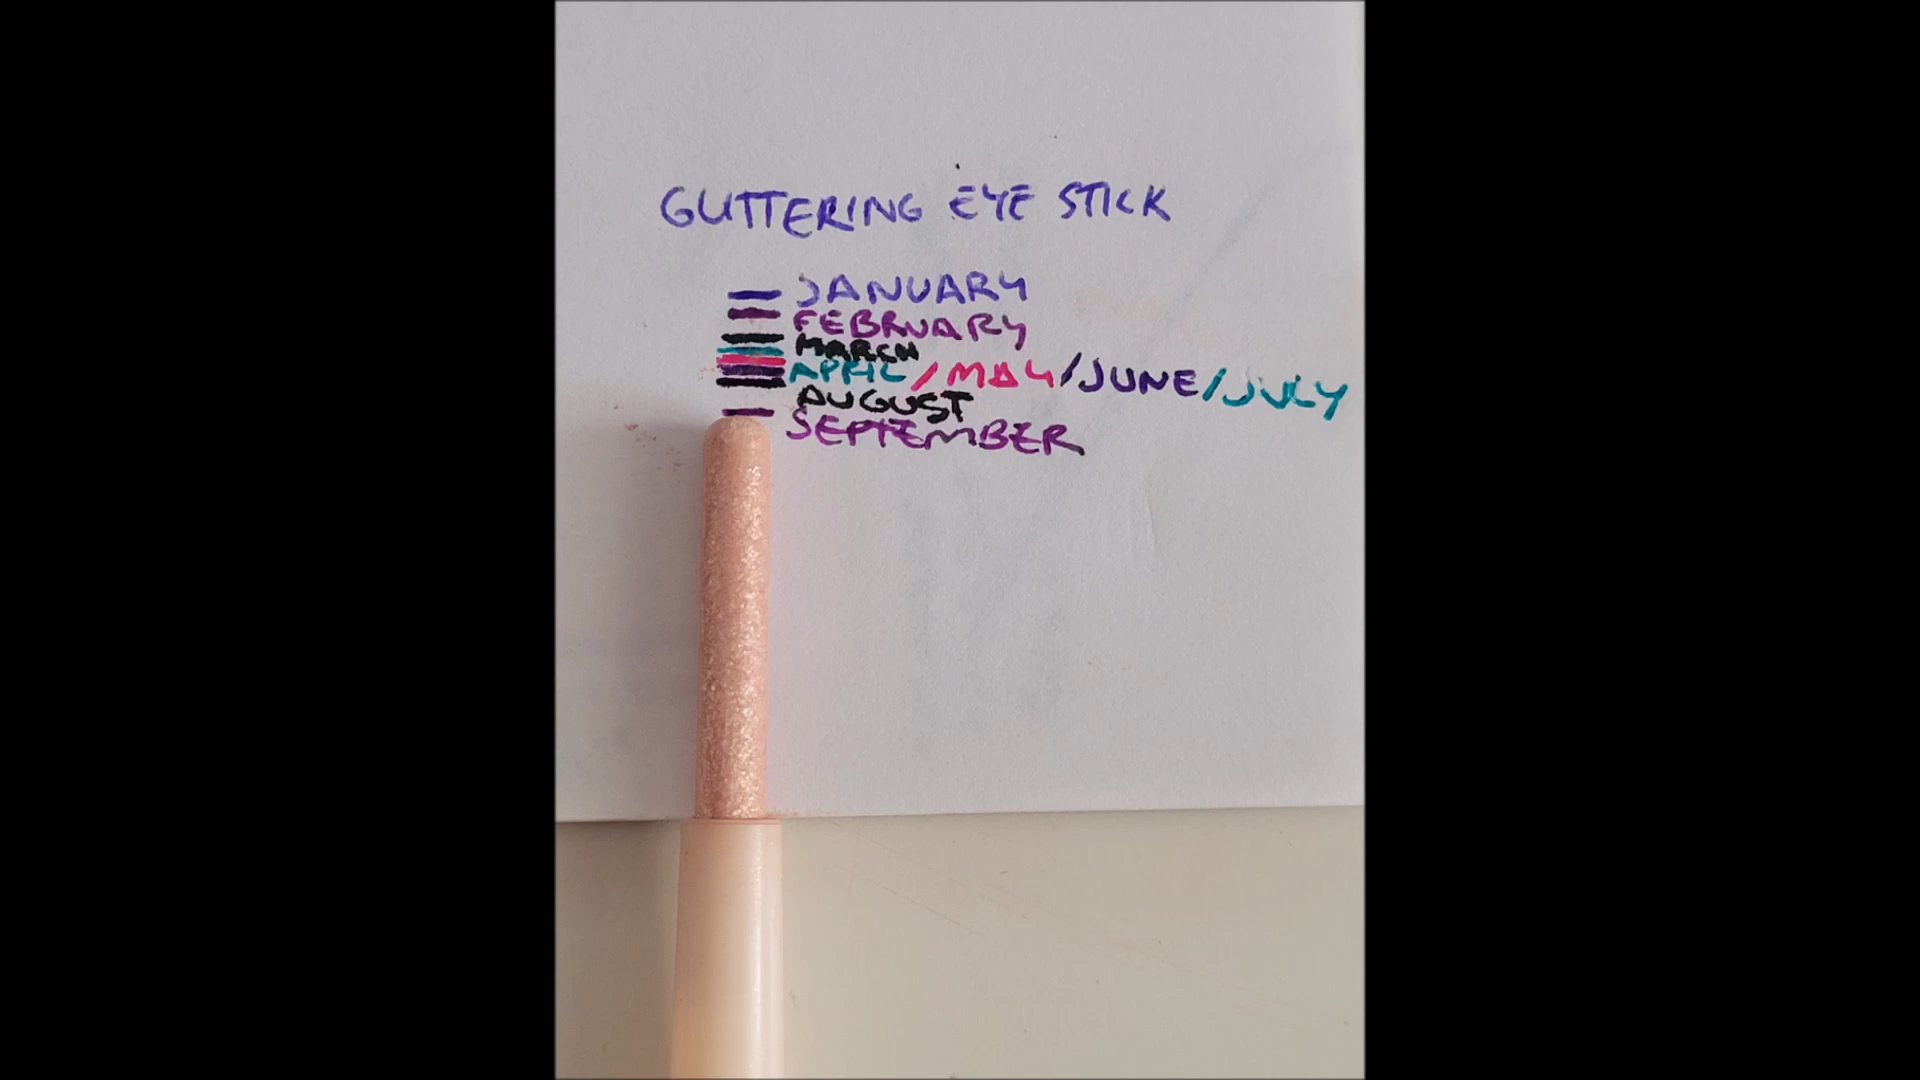 GLITTERING EYE STICK
JANUARY
FEBRUARY
MARCH
APRIL/MAY/JUNE/JULY
AUGUST
SEPTEMBER